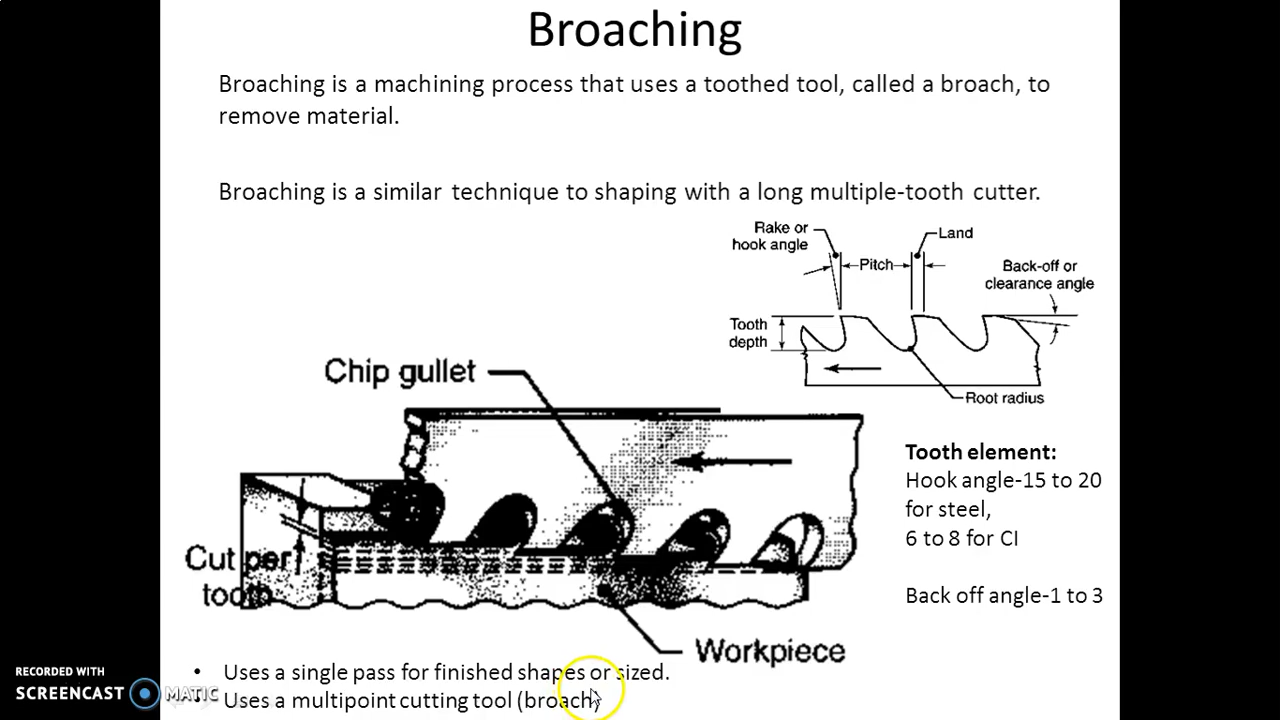 Broaching
Broaching is a machining process that uses a toothed tool, called a broach, to
remove material.
Broaching is a similar technique to shaping with a long multiple-tooth cutter.
Rake or
hook angle
Land
Pitch
Back-off or
clearance angle
Tooth
depth
Root radius
Chip gullet
Cut per
tooth
Workpiece
Tooth element:
Hook angle-15 to 20
for steel,
6 to 8 for CI
Back off angle-1 to 3
• Uses a single pass for finished shapes or sized.
Uses a multipoint cutting tool (broach)
RECORDED WITH
SCREENCAST MATIC